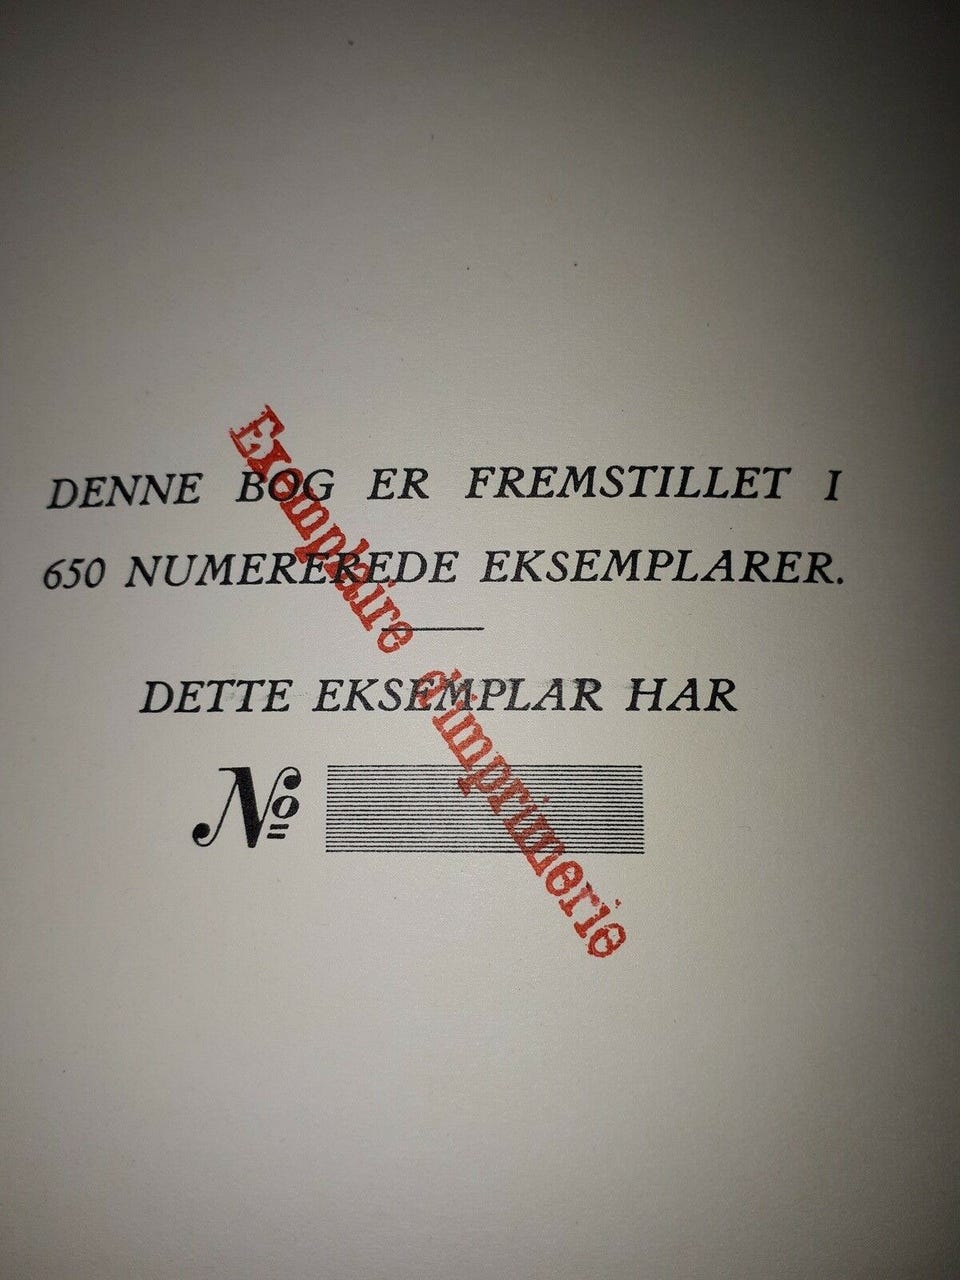 DENNE BOG ER FREMSTILLET I
650 NUMEREREDE EKSEMPLARER.
DETTE EKSEMPLAR HAR
Nº
Exemplaire d'imprimerie